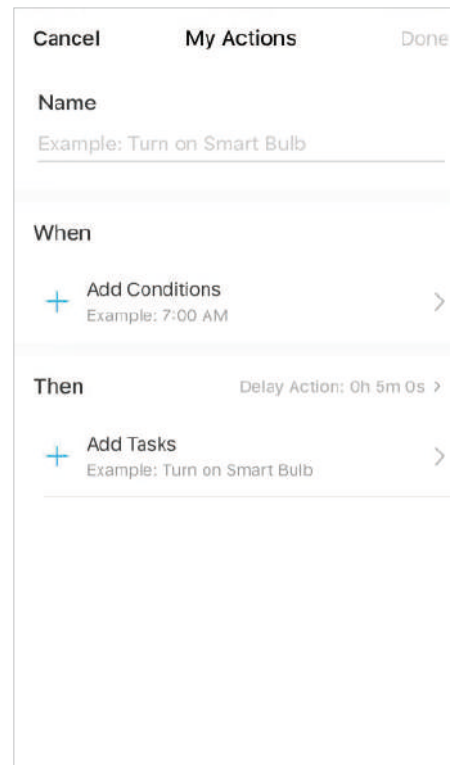 Cancel My Actions Done
Name
Example: Turn on Smart Bulb
When
Add Conditions
Example: 7:00 AM
Then Delay Action: 0h 5m 0s >
Add Tasks
Example: Turn on Smart Bulb